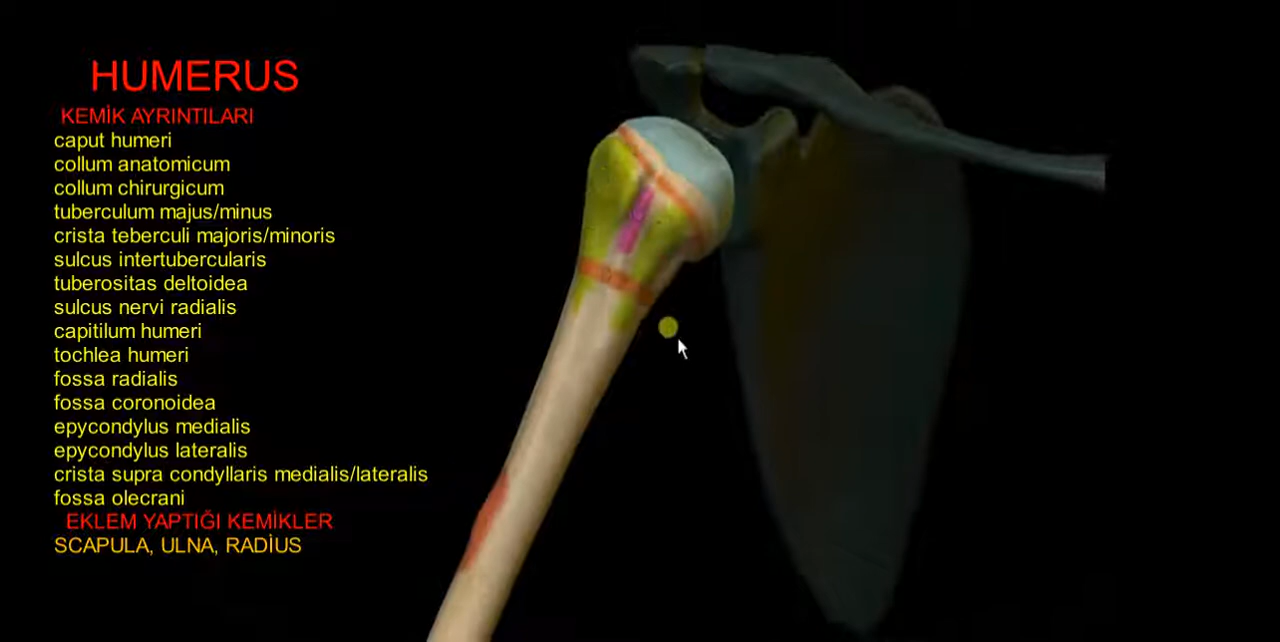 HUMERUS
KEMİK AYRINTILARI
caput humeri
collum anatomicum
collum chirurgicum
tuberculum majus/minus
crista teberculi majoris/minoris
sulcus intertubercularis
tuberositas deltoidea
sulcus nervi radialis
capitilum humeri
tochlea humeri
fossa radialis
fossa coronoidea
epycondylus medialis
epycondylus lateralis
crista supra condyllaris medialis/lateralis
fossa olecrani
EKLEM YAPTIĞI KEMİKLER
SCAPULA, ULNA, RADİUS